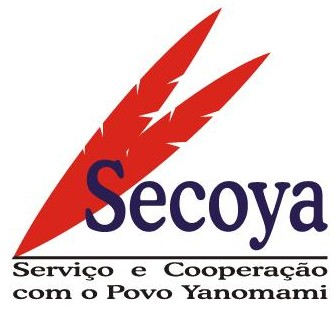 Secoya
Serviço e Cooperação
com o Povo Yanomami